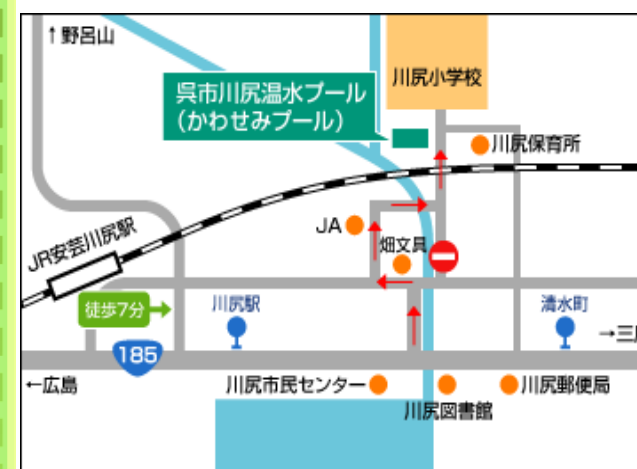 ↑野呂山
川尻小学校
呉市川尻温水プール
（かわせみプール）
川尻保育所
JR安芸川尻駅
JA
畑文具
徒歩7分
川尻駅
清水町
→三
185
←広島
川尻市民センター
川尻図書館
川尻郵便局